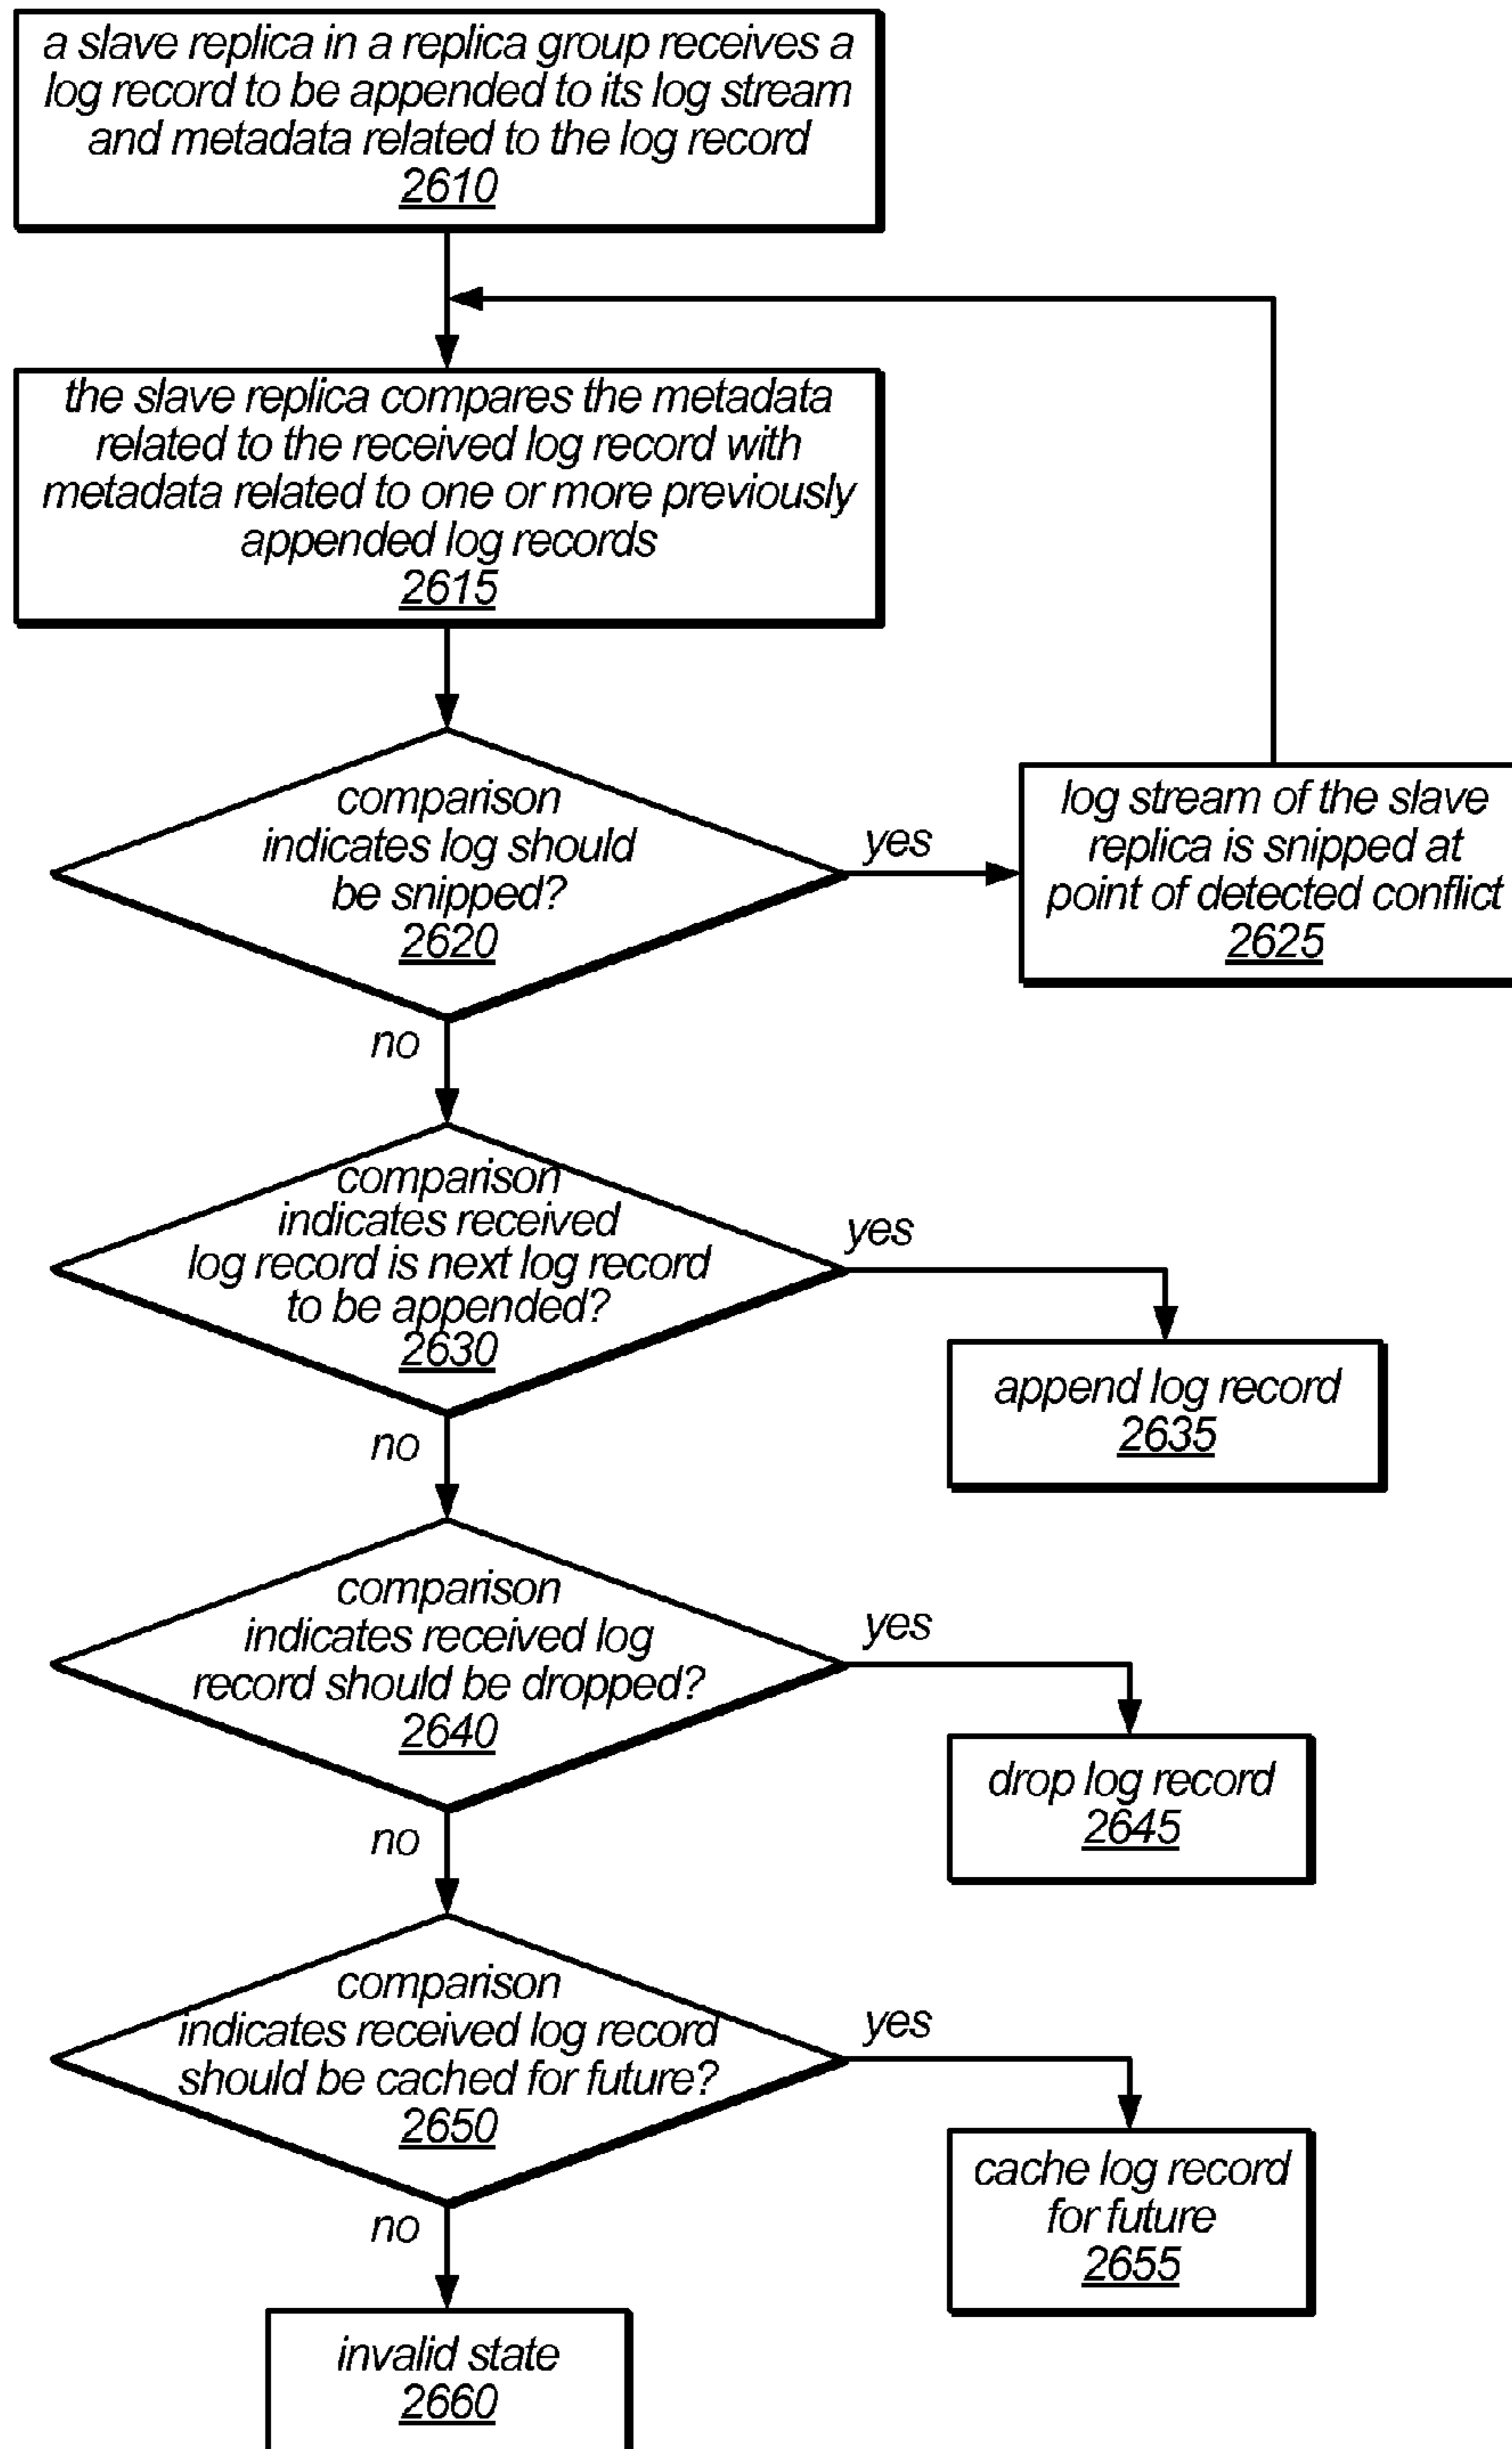 a slave replica in a replica group receives a
log record to be appended to its log stream
and metadata related to the log record
2610
the slave replica compares the metadata
related to the received log record with
metadata related to one or more previously
appended log records
2615
comparison
indicates log should
be snipped?
2620
yes
log stream of the slave
replica is snipped at
point of detected conflict
2625
no
comparison
indicates received
log record is next log record
to be appended?
2630
yes
append log record
2635
no
comparison
indicates received log
record should be dropped?
2640
yes
drop log record
2645
no
comparison
indicates received log record
should be cached for future?
2650
yes
cache log record
for future
2655
no
invalid state
2660